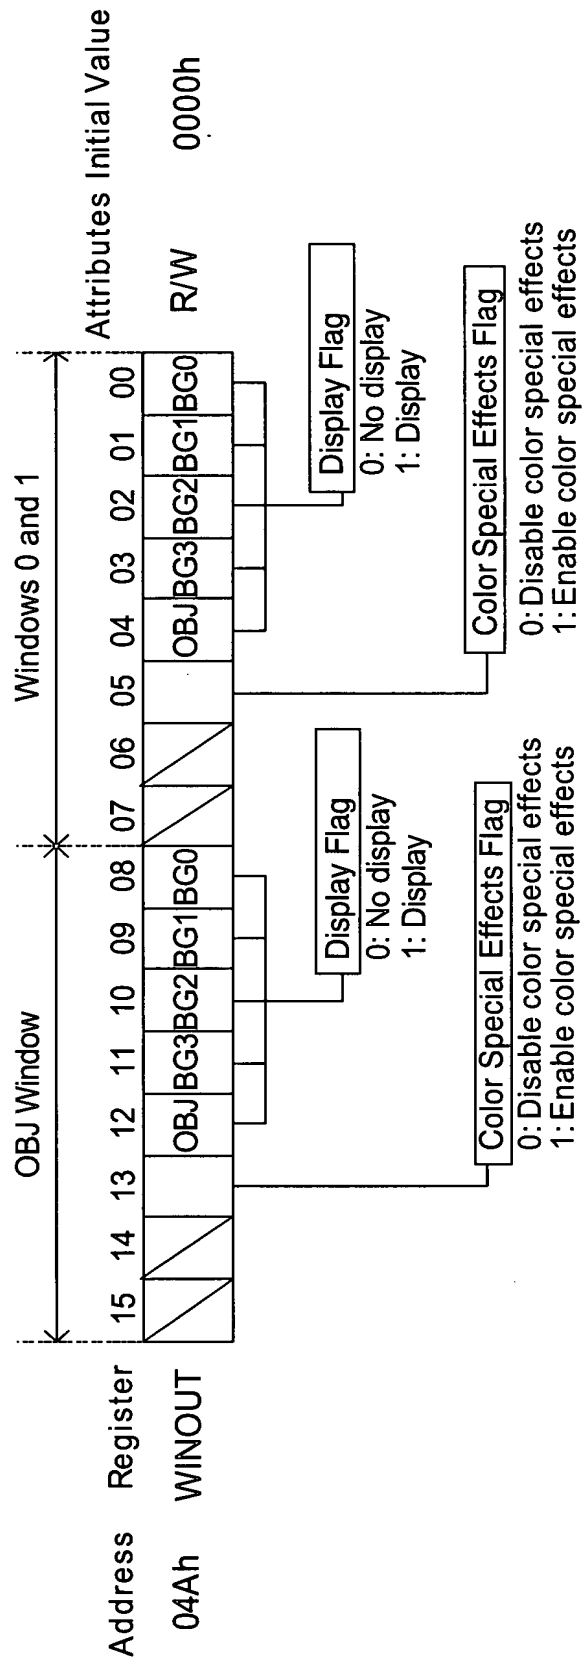 OBJ Window Windows 0 and 1
Address Register 15 14 13 12 11 10 09 08 07 06 05 04 03 02 01 00 Attributes Initial Value
04Ah WINOUT OBJ BG3 BG2 BG1 BG0 OBJ BG3 BG2 BG1 BG0 R/W 0000h
Display Flag
0: No display
1: Display
Display Flag
0: No display
1: Display
Color Special Effects Flag
0: Disable color special effects
1: Enable color special effects
Color Special Effects Flag
0: Disable color special effects
1: Enable color special effects